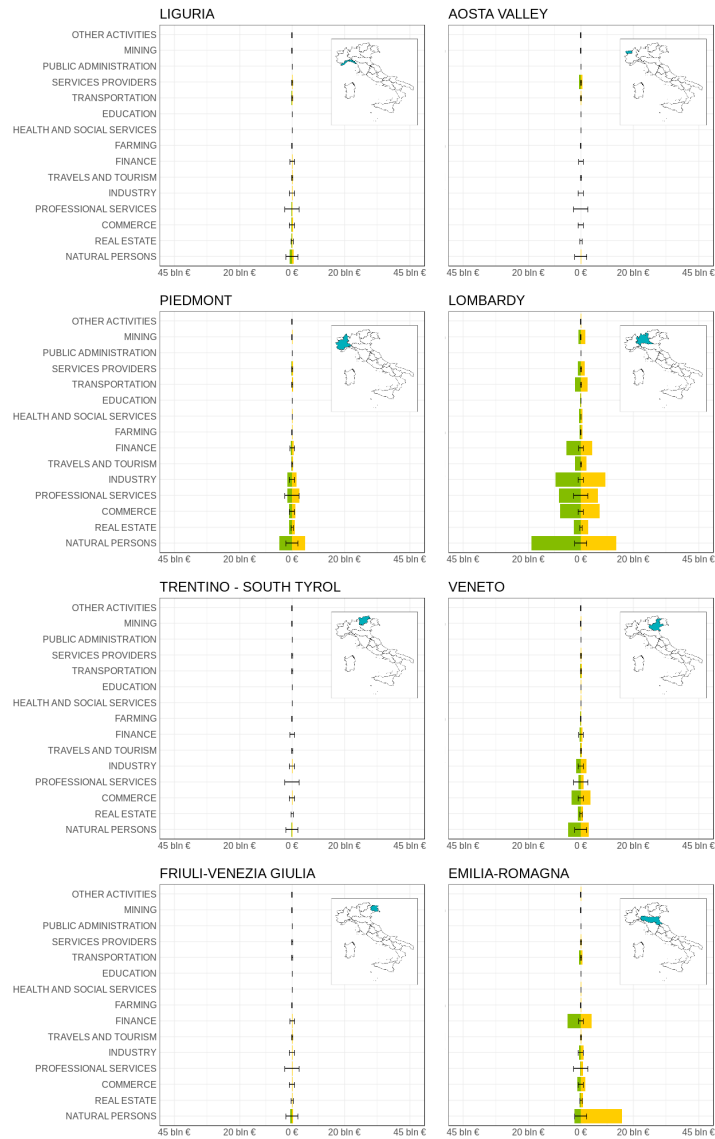 LIGURIA AOSTA VALLEY
OTHER ACTIVITIES
MINING
PUBLIC ADMINISTRATION
SERVICES PROVIDERS
TRANSPORTATION
EDUCATION
HEALTH AND SOCIAL SERVICES
FARMING
FINANCE
TRAVELS AND TOURISM
INDUSTRY
PROFESSIONAL SERVICES
COMMERCE
REAL ESTATE
NATURAL PERSONS
45 bln € 20 bln € 0 € 20 bln € 45 bln € 45 bln € 20 bln € 0 € 20 bln € 45 bln €
PIEDMONT LOMBARDY
OTHER ACTIVITIES
MINING
PUBLIC ADMINISTRATION
SERVICES PROVIDERS
TRANSPORTATION
EDUCATION
HEALTH AND SOCIAL SERVICES
FARMING
FINANCE
TRAVELS AND TOURISM
INDUSTRY
PROFESSIONAL SERVICES
COMMERCE
REAL ESTATE
NATURAL PERSONS
45 bln € 20 bln € 0 € 20 bln € 45 bln € 45 bln € 20 bln € 0 € 20 bln € 45 bln €
TRENTINO - SOUTH TYROL VENETO
OTHER ACTIVITIES
MINING
PUBLIC ADMINISTRATION
SERVICES PROVIDERS
TRANSPORTATION
EDUCATION
HEALTH AND SOCIAL SERVICES
FARMING
FINANCE
TRAVELS AND TOURISM
INDUSTRY
PROFESSIONAL SERVICES
COMMERCE
REAL ESTATE
NATURAL PERSONS
45 bln € 20 bln € 0 € 20 bln € 45 bln € 45 bln € 20 bln € 0 € 20 bln € 45 bln €
FRIULI-VENEZIA GIULIA EMILIA-ROMAGNA
OTHER ACTIVITIES
MINING
PUBLIC ADMINISTRATION
SERVICES PROVIDERS
TRANSPORTATION
EDUCATION
HEALTH AND SOCIAL SERVICES
FARMING
FINANCE
TRAVELS AND TOURISM
INDUSTRY
PROFESSIONAL SERVICES
COMMERCE
REAL ESTATE
NATURAL PERSONS
45 bln € 20 bln € 0 € 20 bln € 45 bln € 45 bln € 20 bln € 0 € 20 bln € 45 bln €